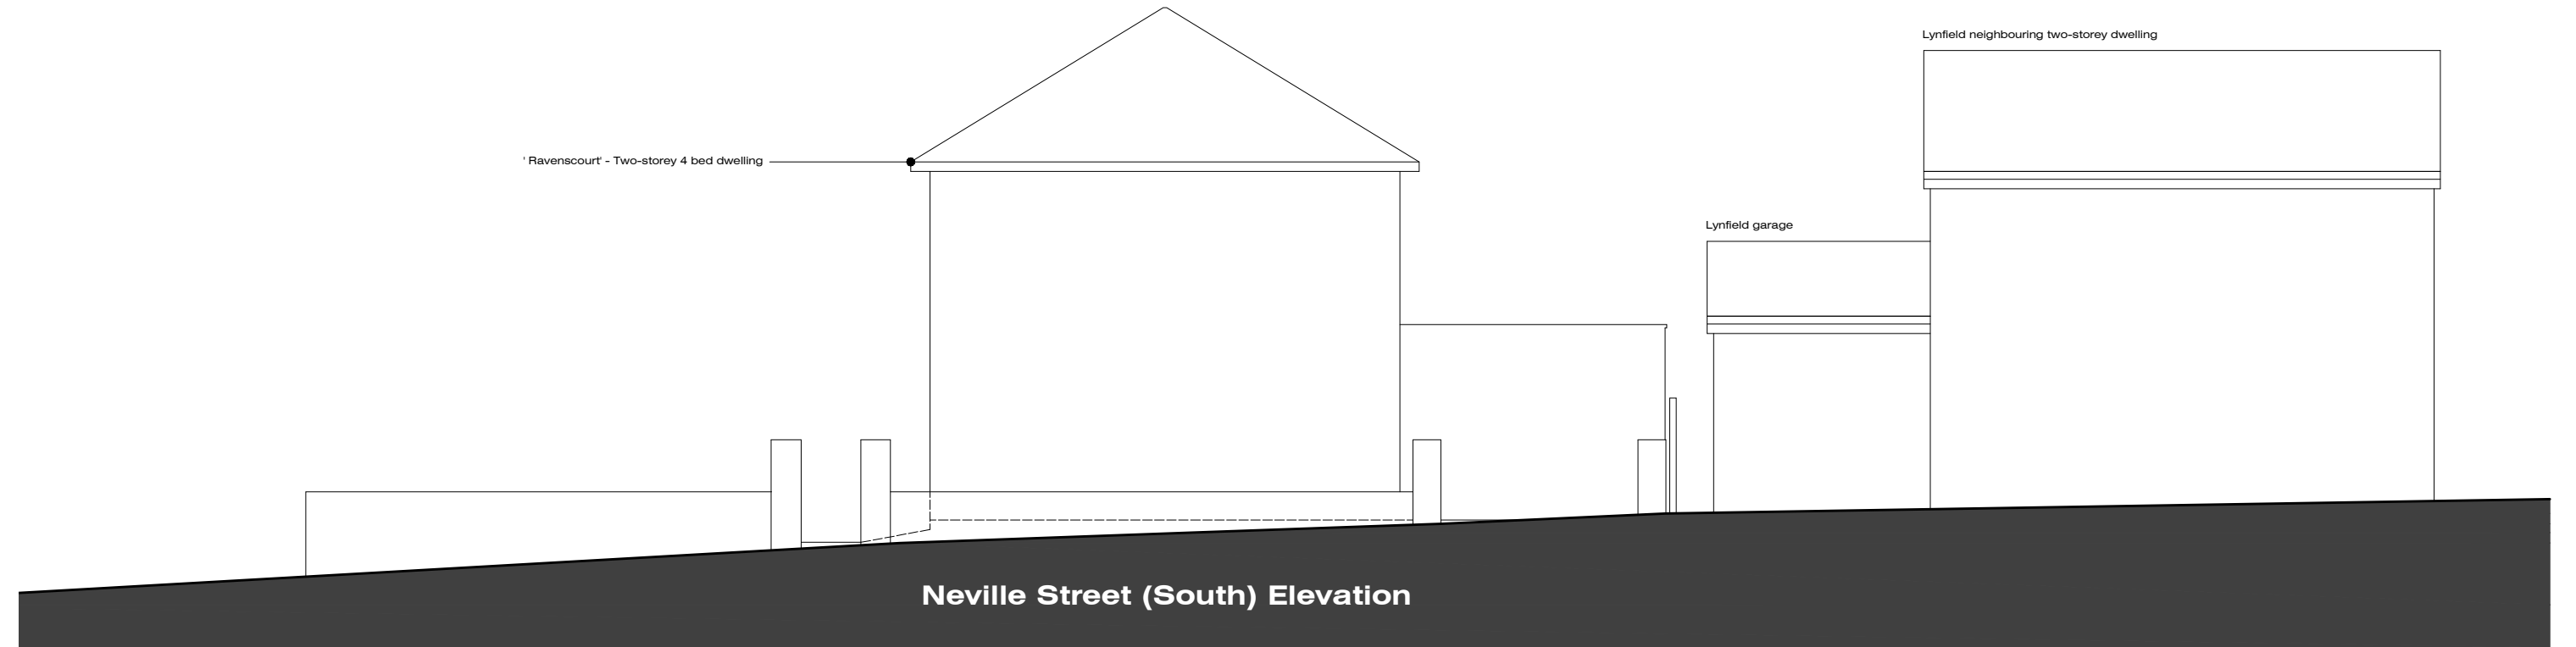 Lynfield neighbouring two-storey dwelling
' Ravenscourt' - Two-storey 4 bed dwelling
Lynfield garage
Neville Street (South) Elevation